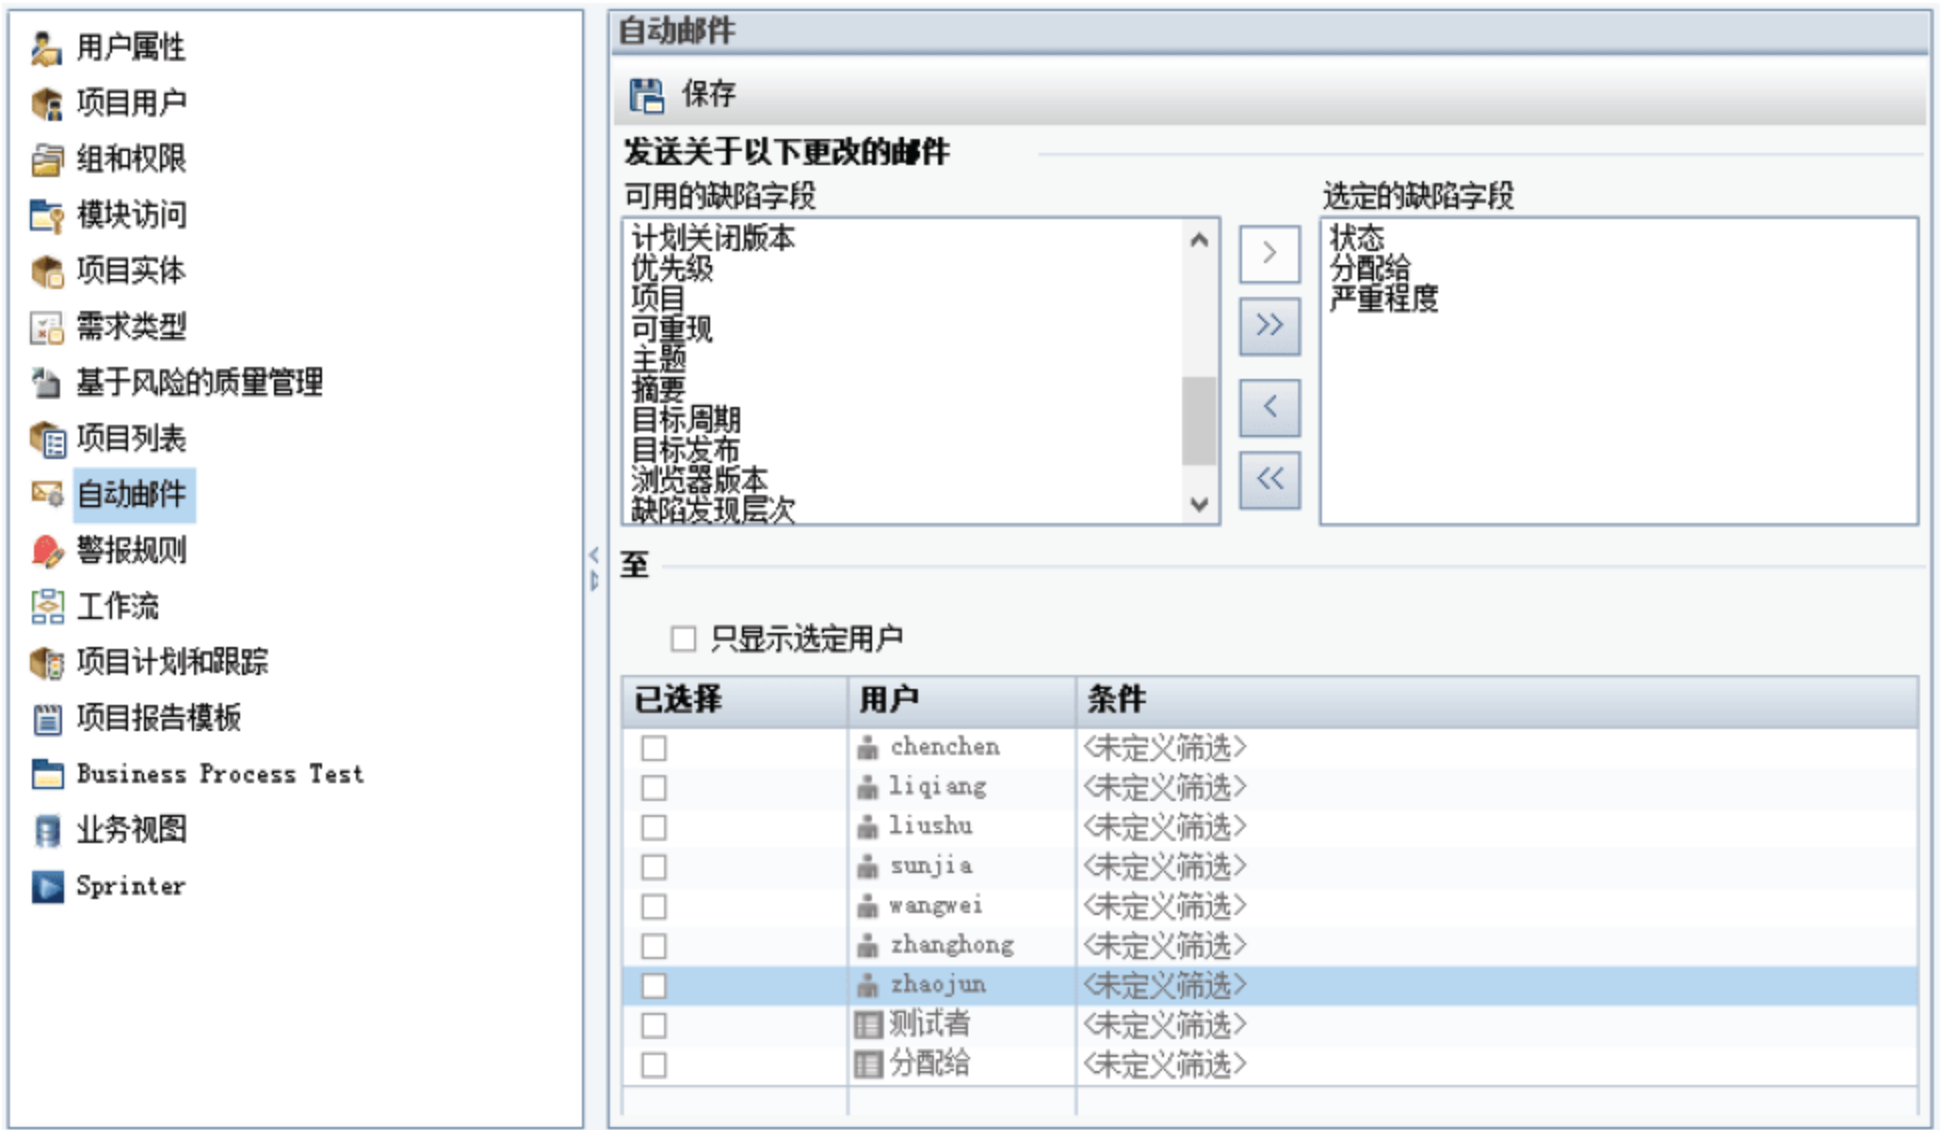 用户属性
项目用户
组和权限
模块访问
项目实体
需求类型
基于风险的质量管理
项目列表
自动邮件
警报规则
工作流
项目计划和跟踪
项目报告模板
Business Process Test
业务视图
Sprinter
自动邮件
保存
发送关于以下更改的邮件
可用的缺陷字段
计划关闭版本
优先级
项目
可重现
主题
摘要
目标周期
目标发布
浏览器版本
缺陷发现层次
>
>>
<
<<
选定的缺陷字段
状态
分配给
严重程度
至
只显示选定用户
已选择 用户 条件
chenchen <未定义筛选>
liqiang <未定义筛选>
liushu <未定义筛选>
sunjia <未定义筛选>
wangwei <未定义筛选>
zhanghong <未定义筛选>
zhaojun <未定义筛选>
测试者 <未定义筛选>
分配给 <未定义筛选>